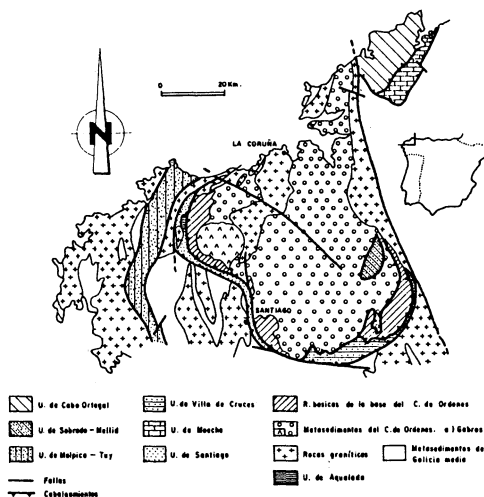 0 20 Km.
N
LA CORUÑA
SANTIAGO
U. de Cabo Ortegal
U. de Villa de Cruces
R. basicas de la base del C. de Ordenes
U. de Sobrado-Mellid
U. de Moeche
Metasedimentos del C. de Ordenes. a) Gabros
U. de Malpica-Tuy
U. de Santiago
Rocas graníticas
Metasedimentos de Galicia media
Fallas
U. de Agualada
Cabalgamientos